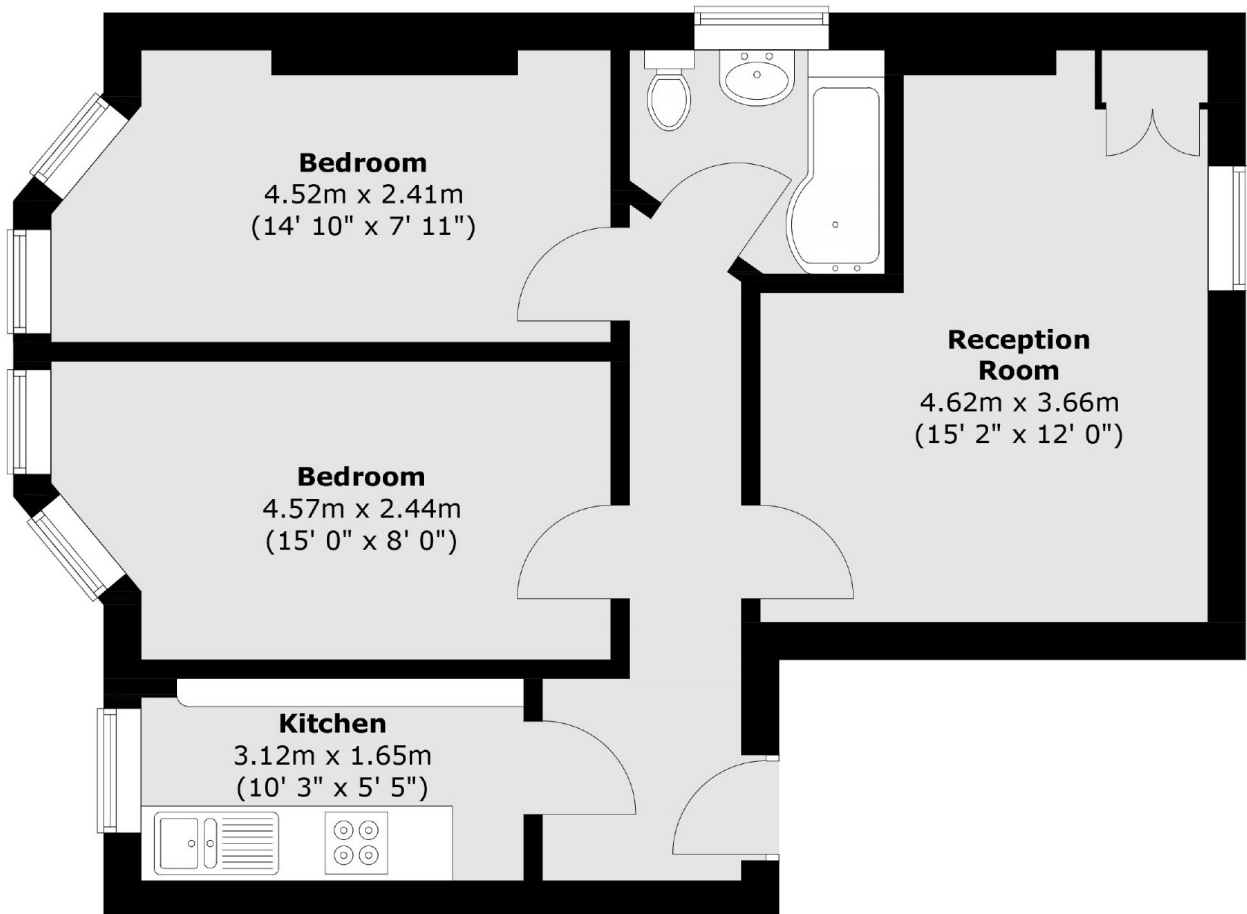 Bedroom
4.52m x 2.41m
(14' 10" x 7' 11")
Reception
Room
4.62m x 3.66m
(15' 2" x 12' 0")
Bedroom
4.57m x 2.44m
(15' 0" x 8' 0")
Kitchen
3.12m x 1.65m
(10' 3" x 5' 5")